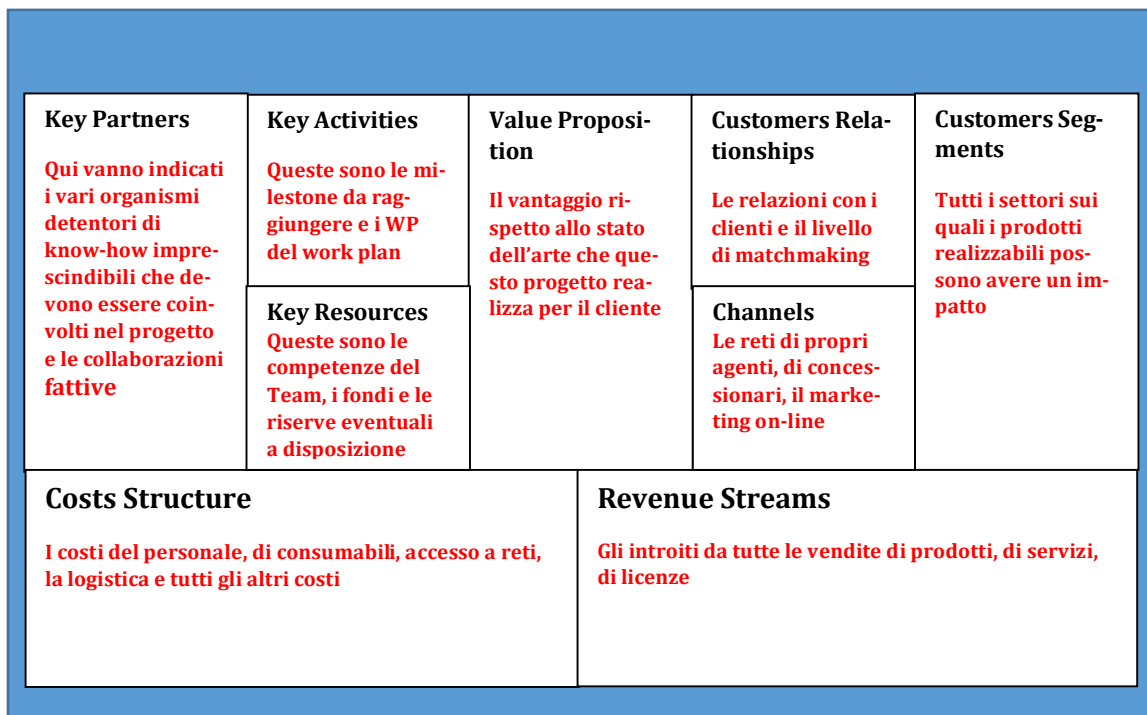 Key Partners
Qui vanno indicati
i vari organismi
detentori di
know-how impre-
scindibili che de-
vono essere coin-
volti nel progetto
e le collaborazioni
fattive
Key Activities
Queste sono le mi-
lestone da rag-
giungere e i WP
del work plan
Key Resources
Queste sono le
competenze del
Team, i fondi e le
riserve eventuali
a disposizione
Value Proposi-
tion
Il vantaggio ri-
spetto allo stato
dell’arte che que-
sto progetto rea-
lizza per il cliente
Customers Rela-
tionships
Le relazioni con i
clienti e il livello
di matchmaking
Channels
Le reti di propri
agenti, di conces-
sionari, il marke-
ting on-line
Customers Seg-
ments
Tutti i settori sui
quali i prodotti
realizzabili pos-
sono avere un im-
patto
Costs Structure
I costi del personale, di consumabili, accesso a reti,
la logistica e tutti gli altri costi
Revenue Streams
Gli introiti da tutte le vendite di prodotti, di servizi,
di licenze